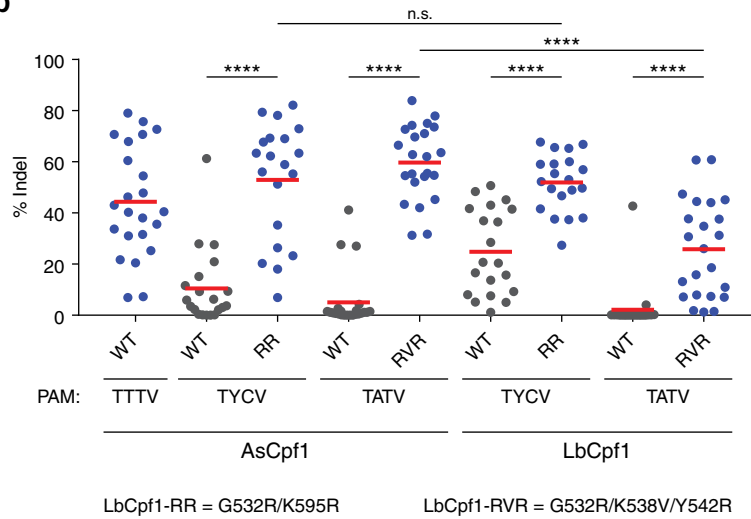 b
n.s.
****
**** **** **** ****
100
80
60
40
20
0
% Indel
WT WT RR WT RVR WT RR WT RVR
PAM: TTTV TYCV TATV TYCV TATV
AsCpf1 LbCpf1
LbCpf1-RR = G532R/K595R LbCpf1-RVR = G532R/K538V/Y542R